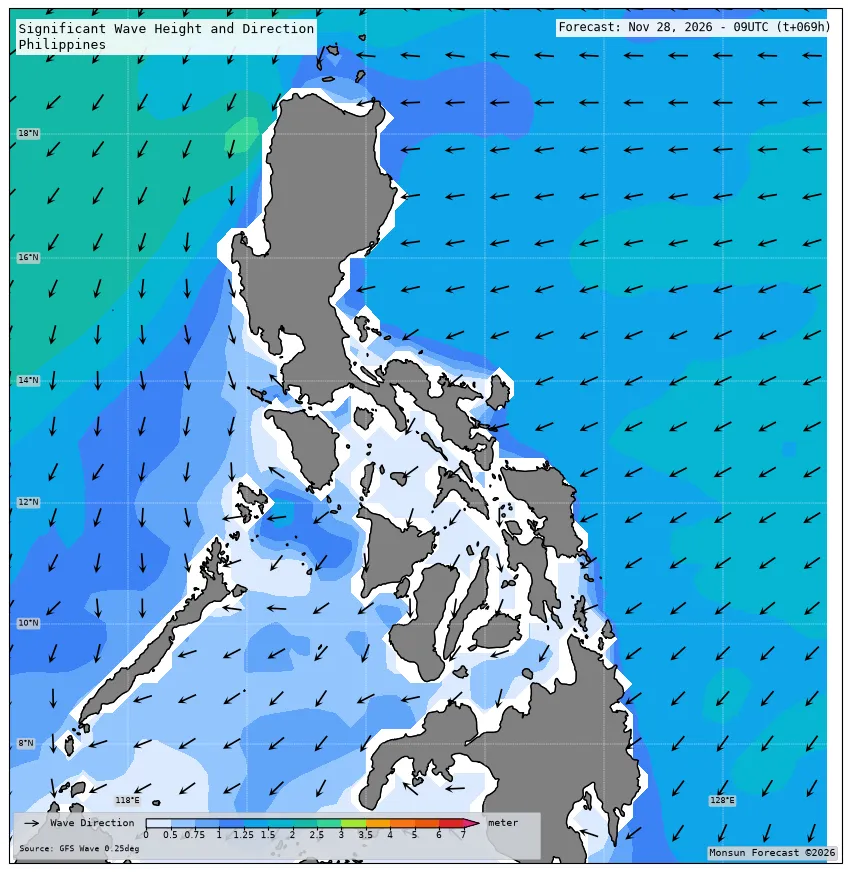 Significant Wave Height and Direction
Philippines
Forecast: Nov 28, 2026 - 09UTC (t+069h)
18°N
16°N
14°N
12°N
10°N
8°N
118°E
128°E
Wave Direction
0 0.5 0.75 1 1.25 1.5 2 2.5 3 3.5 4 5 6 7
meter
Source: GFS Wave 0.25deg
Monsun Forecast ©2026